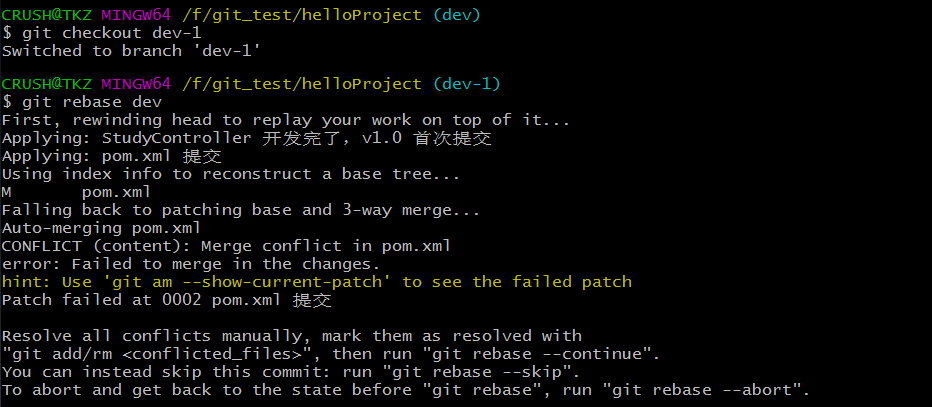 CRUSH@TKZ MINGW64 /f/git_test/helloProject (dev)
$ git checkout dev-1
Switched to branch 'dev-1'
CRUSH@TKZ MINGW64 /f/git_test/helloProject (dev-1)
$ git rebase dev
First, rewinding head to replay your work on top of it...
Applying: StudyController 开发完了，v1.0 首次提交
Applying: pom.xml 提交
Using index info to reconstruct a base tree...
M       pom.xml
Falling back to patching base and 3-way merge...
Auto-merging pom.xml
CONFLICT (content): Merge conflict in pom.xml
error: Failed to merge in the changes.
hint: Use 'git am --show-current-patch' to see the failed patch
Patch failed at 0002 pom.xml 提交
Resolve all conflicts manually, mark them as resolved with
"git add/rm <conflicted_files>", then run "git rebase --continue".
You can instead skip this commit: run "git rebase --skip".
To abort and get back to the state before "git rebase", run "git rebase --abort".